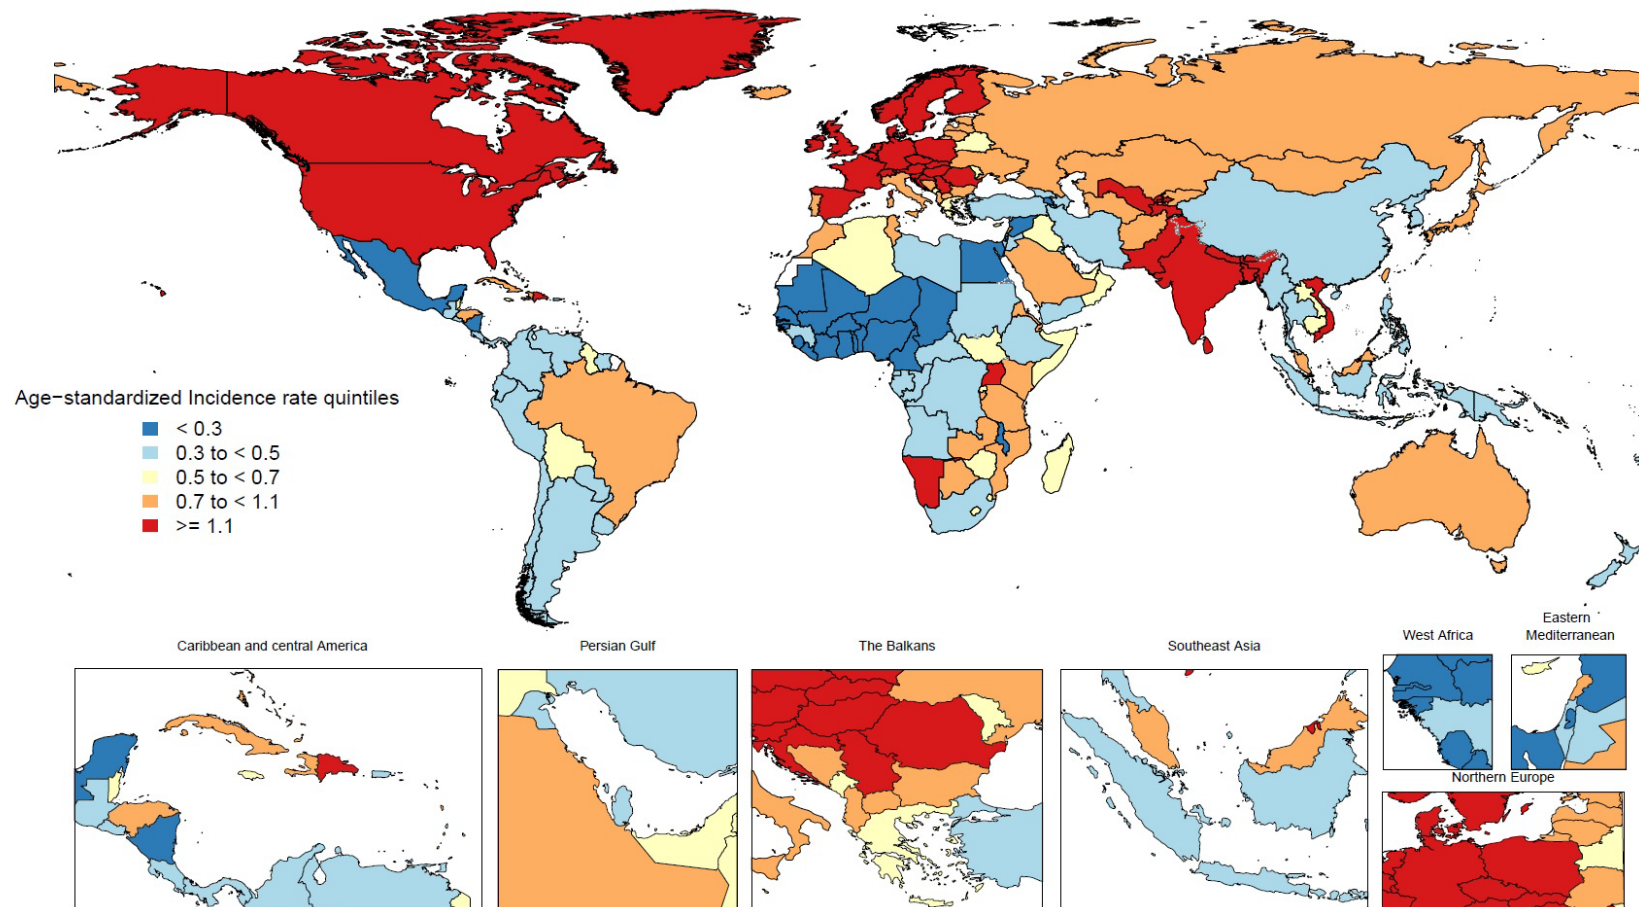 Age−standardized Incidence rate quintiles
< 0.3
0.3 to < 0.5
0.5 to < 0.7
0.7 to < 1.1
>= 1.1
Caribbean and central America
Persian Gulf
The Balkans
Southeast Asia
West Africa
Eastern
Mediterranean
Northern Europe